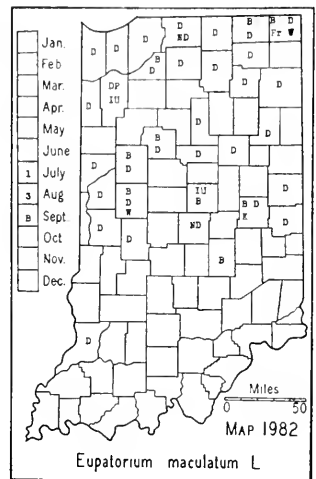 Jan.
Feb
Mar.
Apr.
May
June
1 July
3 Aug
B Sept.
Oct
Nov.
Dec.
D D D D ND D B D B Fr D W
B D D D
D DP IU D D
D
B D D D
D B D IU B D
D B D W B D K
D D ND B D
D
Miles
0 50
MAP 1982
Eupatorium maculatum L